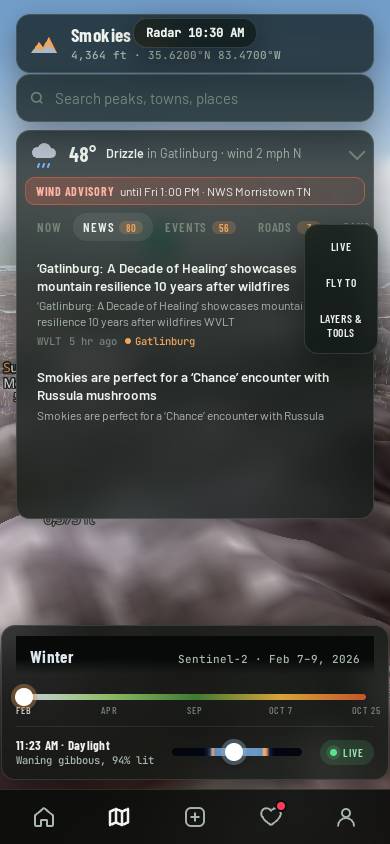 Smokies
Radar 10:30 AM
4,364 ft · 35.6200°N 83.4700°W
Search peaks, towns, places
48° Drizzle in Gatlinburg · wind 2 mph N
WIND ADVISORY until Fri 1:00 PM · NWS Morristown TN
NOW NEWS 80 EVENTS 56 ROADS
LIVE
FLY TO
LAYERS &
TOOLS
‘Gatlinburg: A Decade of Healing’ showcases
mountain resilience 10 years after wildfires
‘Gatlinburg: A Decade of Healing’ showcases
resilience 10 years after wildfires WVLT
WVLT 5 hr ago Gatlinburg
Smokies are perfect for a ‘Chance’ encounter with
Russula mushrooms
Smokies are perfect for a ‘Chance’ encounter with Russula
Winter
Sentinel-2 · Feb 7–9, 2026
FEB APR SEP OCT 7 OCT 25
11:23 AM · Daylight
Waning gibbous, 94% lit
LIVE